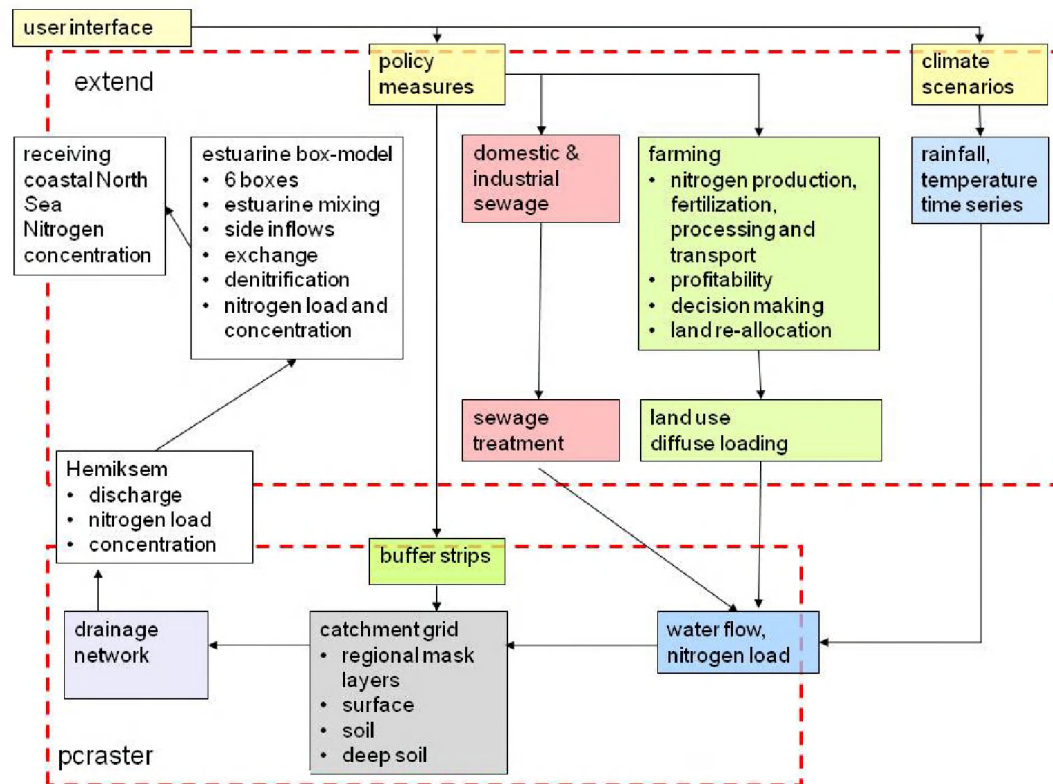 user interface
extend
policy
measures
climate
scenarios
receiving
coastal North
Sea
Nitrogen
concentration
estuarine box-model
• 6 boxes
• estuarine mixing
• side inflows
• exchange
• denitrification
• nitrogen load and
concentration
domestic &
industrial
sewage
farming
• nitrogen production,
fertilization,
processing and
transport
• profitability
• decision making
• land re-allocation
rainfall,
temperature
time series
sewage
treatment
land use
diffuse loading
Hemiksem
• discharge
• nitrogen load
• concentration
buffer strips
drainage
network
catchment grid
• regional mask
layers
• surface
• soil
• deep soil
water flow,
nitrogen load
pcraster